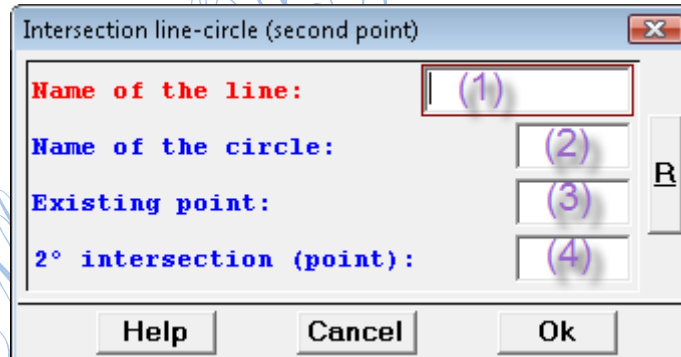 Intersection line-circle (second point)
Name of the line: (1)
Name of the circle: (2)
Existing point: (3)
2° intersection (point): (4)
R
Help Cancel Ok